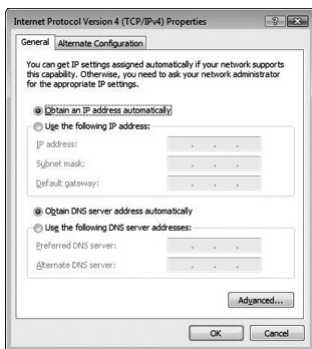 Internet Protocol Version 4 (TCP/IPv4) Properties
General
Alternate Configuration
You can get IP settings assigned automatically if your network supports
this capability. Otherwise, you need to ask your network administrator
for the appropriate IP settings.
Obtain an IP address automatically
Use the following IP address:
IP address:
Subnet mask:
Default gateway:
Obtain DNS server address automatically
Use the following DNS server addresses:
Preferred DNS server:
Alternate DNS server:
Advanced...
OK
Cancel